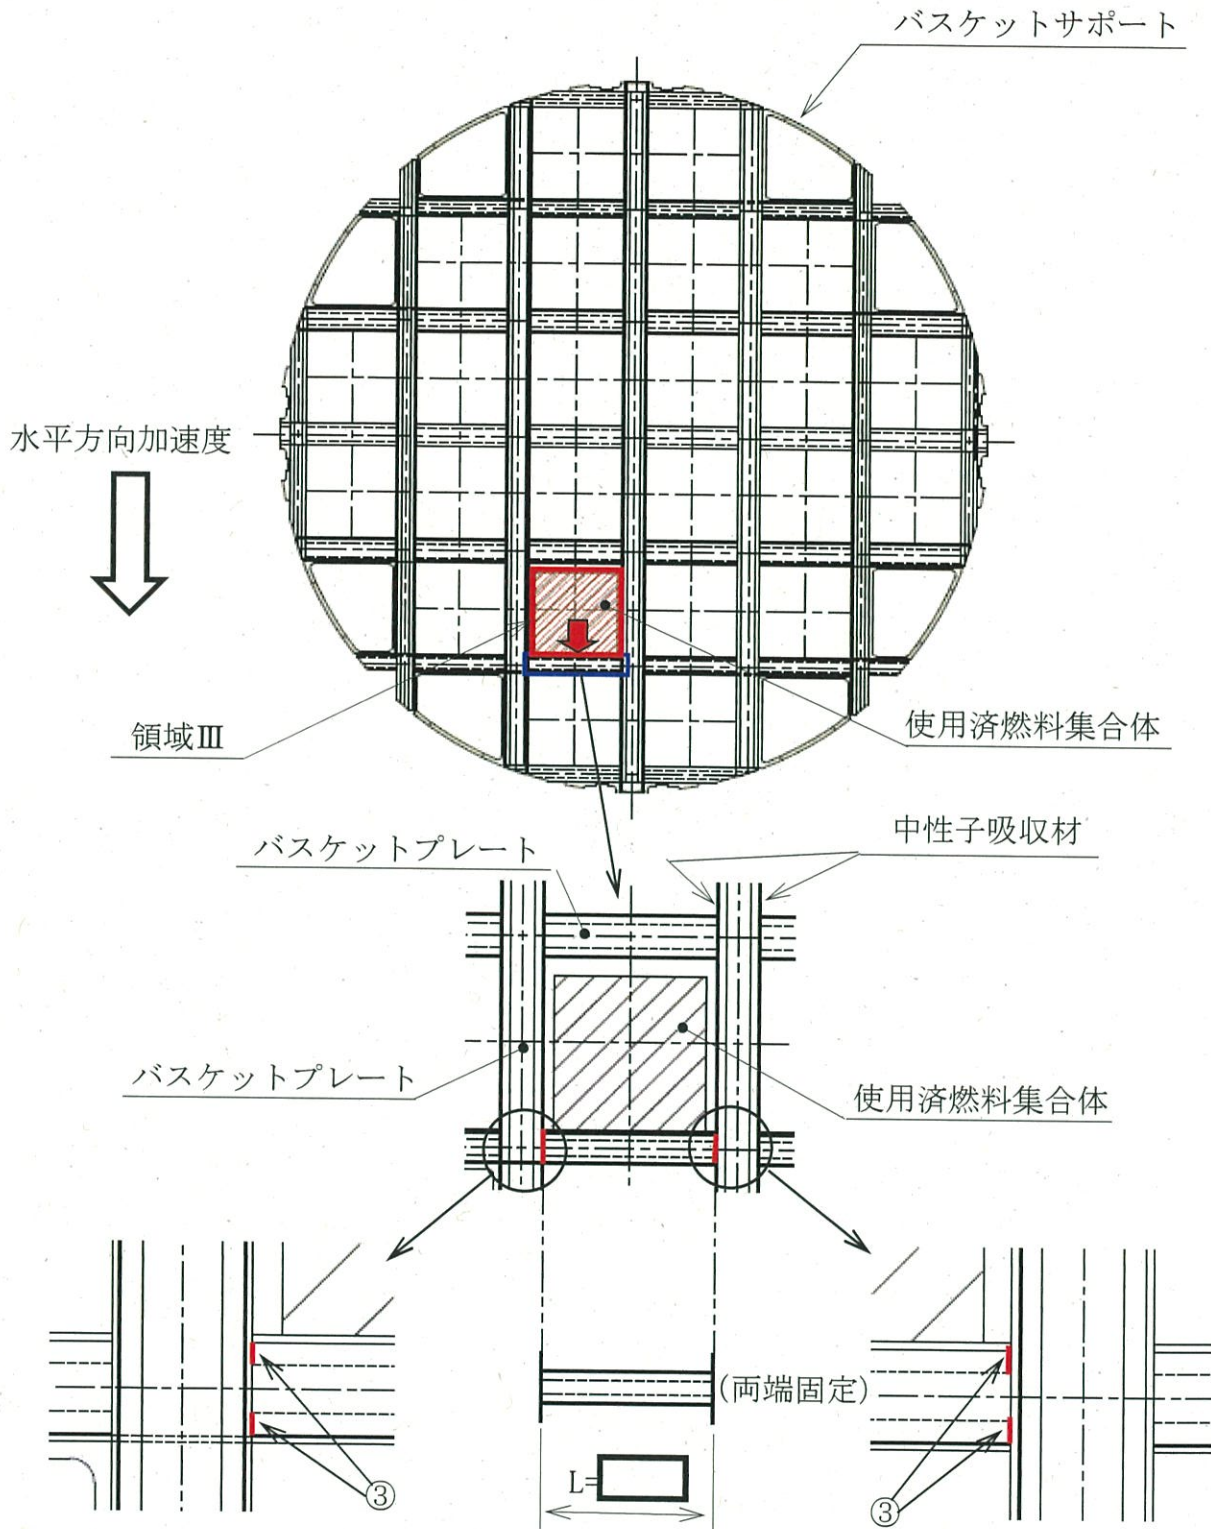 バスケットサポート
水平方向加速度
領域Ⅲ
使用済燃料集合体
バスケットプレート
中性子吸収材
バスケットプレート
使用済燃料集合体
(両端固定)
L=
③
③